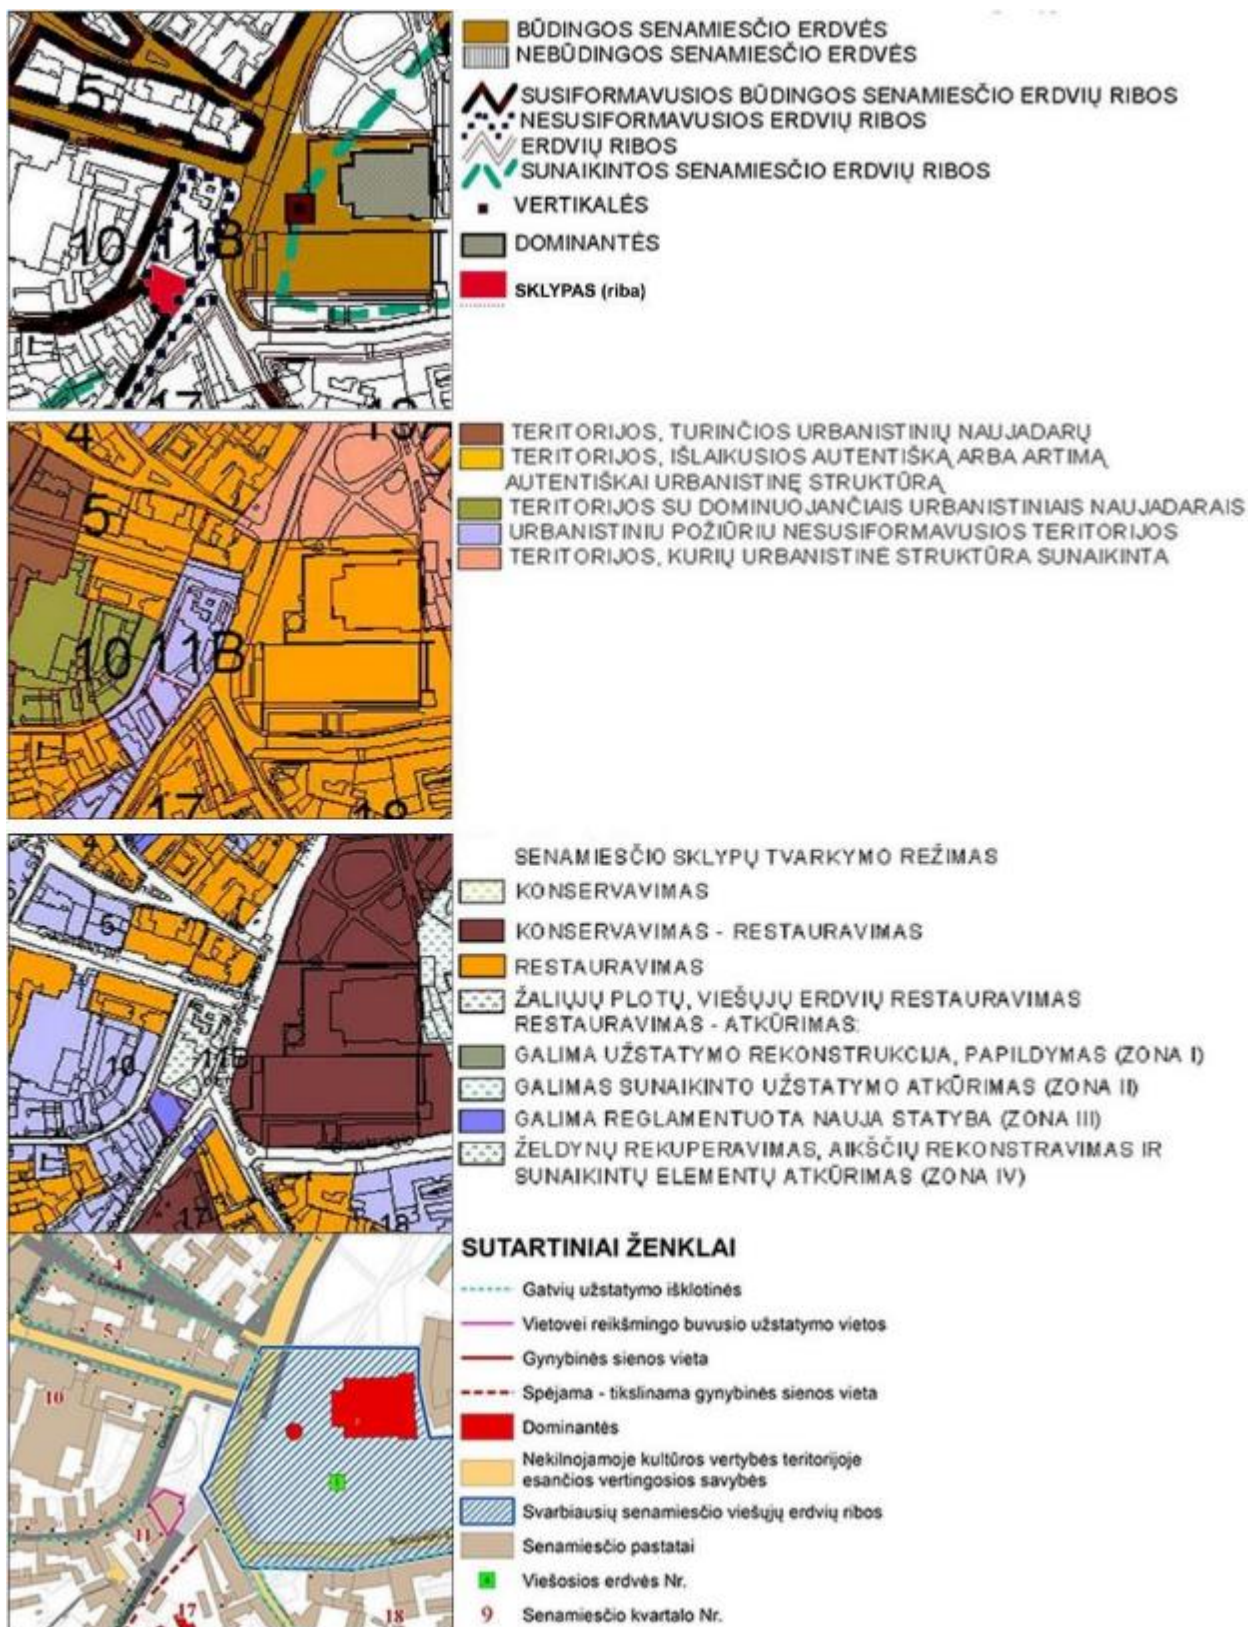 BŪDINGOS SENAMIESČIO ERDVĖS
NEBŪDINGOS SENAMIESČIO ERDVĖS
SUSIFORMAVUSIOS BŪDINGOS SENAMIESČIO ERDVIŲ RIBOS
NESUSIFORMAVUSIOS ERDVIŲ RIBOS
ERDVIŲ RIBOS
SUNAIKINTOS SENAMIESČIO ERDVIŲ RIBOS
VERTIKALĖS
DOMINANTĖS
SKLYPAS (riba)
5
10
11B
17
18
TERITORIJOS, TURINČIOS URBANISTINIŲ NAUJADARŲ
TERITORIJOS, IŠLAIKUSIOS AUTENTIŠKĄ ARBA ARTIMĄ
AUTENTIŠKAI URBANISTINĘ STRUKTŪRĄ
TERITORIJOS SU DOMINUOJANČIAIS URBANISTINIAIS NAUJADARAIS
URBANISTINIU POŽIŪRIU NESUSIFORMAVUSIOS TERITORIJOS
TERITORIJOS, KURIŲ URBANISTINĖ STRUKTŪRA SUNAIKINTA
4
5
10
11B
17
18
SENAMIESČIO SKLYPŲ TVARKYMO REŽIMAS
KONSERVAVIMAS
KONSERVAVIMAS - RESTAURAVIMAS
RESTAURAVIMAS
ŽALIŲJŲ PLOTŲ, VIEŠŲJŲ ERDVIŲ RESTAURAVIMAS
RESTAURAVIMAS - ATKŪRIMAS:
GALIMA UŽSTATYMO REKONSTRUKCIJA, PAPILDYMAS (ZONA I)
GALIMAS SUNAIKINTO UŽSTATYMO ATKŪRIMAS (ZONA II)
GALIMA REGLAMENTUOTA NAUJA STATYBA (ZONA III)
ŽELDYNŲ REKUPERAVIMAS, AIKŠČIŲ REKONSTRAVIMAS IR
SUNAIKINTŲ ELEMENTŲ ATKŪRIMAS (ZONA IV)
4
5
10
11B
17
18
SUTARTINIAI ŽENKLAI
Gatvių užstatymo išklotinės
Vietovei reikšmingo buvusio užstatymo vietos
Gynybinės sienos vieta
Spėjama - tikslinama gynybinės sienos vieta
Dominantės
Nekilnojamoje kultūros vertybės teritorijoje
esančios vertingosios savybės
Svarbiausių senamiesčio viešųjų erdvių ribos
Senamiesčio pastatai
Viešosios erdvės Nr.
9 Senamiesčio kvartalo Nr.
4
5
10
11
17
18